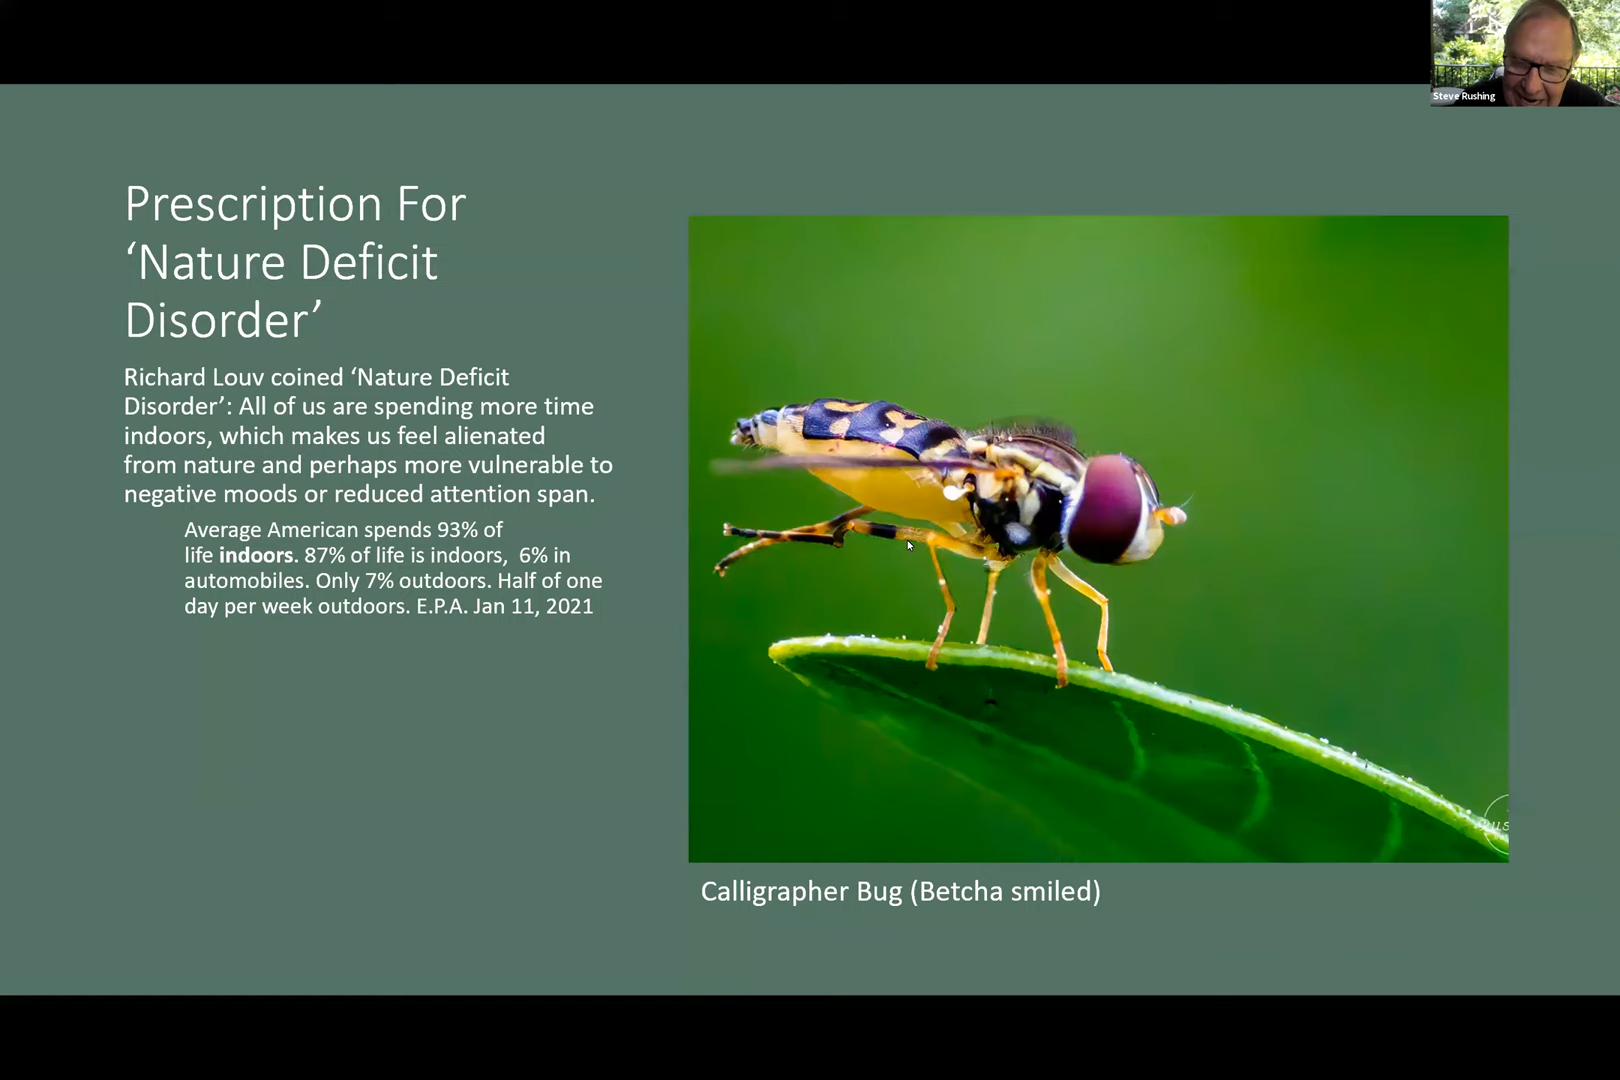 Steve Rushing
Prescription For
‘Nature Deficit
Disorder’
Richard Louv coined ‘Nature Deficit
Disorder’: All of us are spending more time
indoors, which makes us feel alienated
from nature and perhaps more vulnerable to
negative moods or reduced attention span.
Average American spends 93% of
life indoors. 87% of life is indoors, 6% in
automobiles. Only 7% outdoors. Half of one
day per week outdoors. E.P.A. Jan 11, 2021
Calligrapher Bug (Betcha smiled)